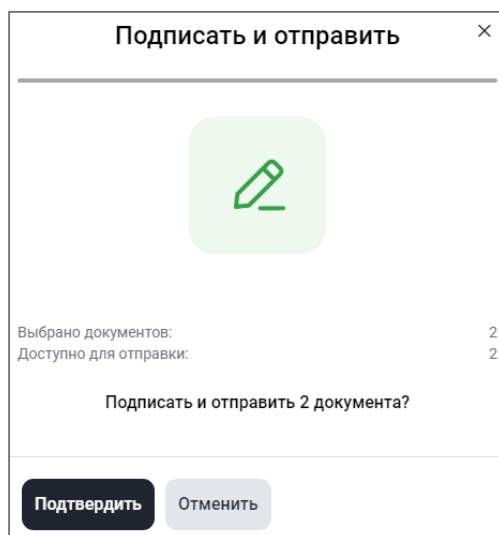 Подписать и отправить
Выбрано документов: 2
Доступно для отправки: 2
Подписать и отправить 2 документа?
Подтвердить Отменить